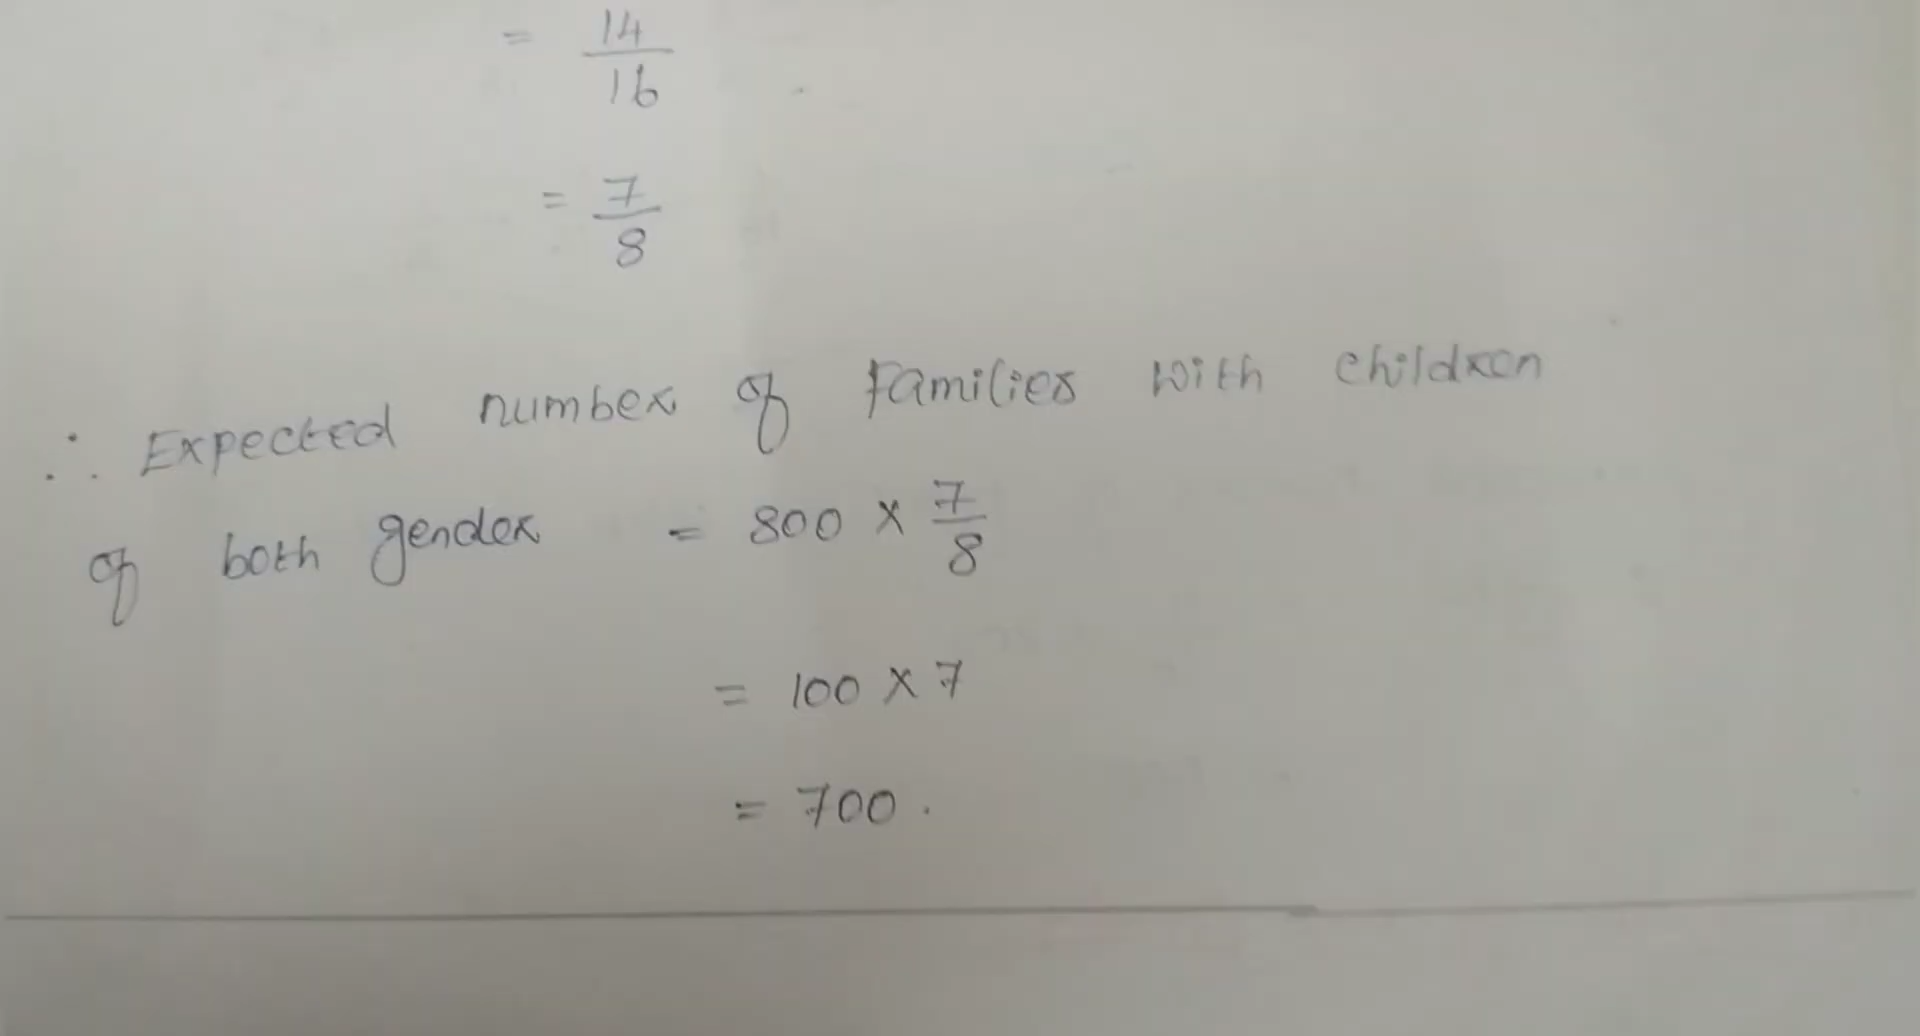 = 14/16
= 7/8
∴ Expected number of families with children
of both gender = 800 × 7/8
= 100 × 7
= 700.